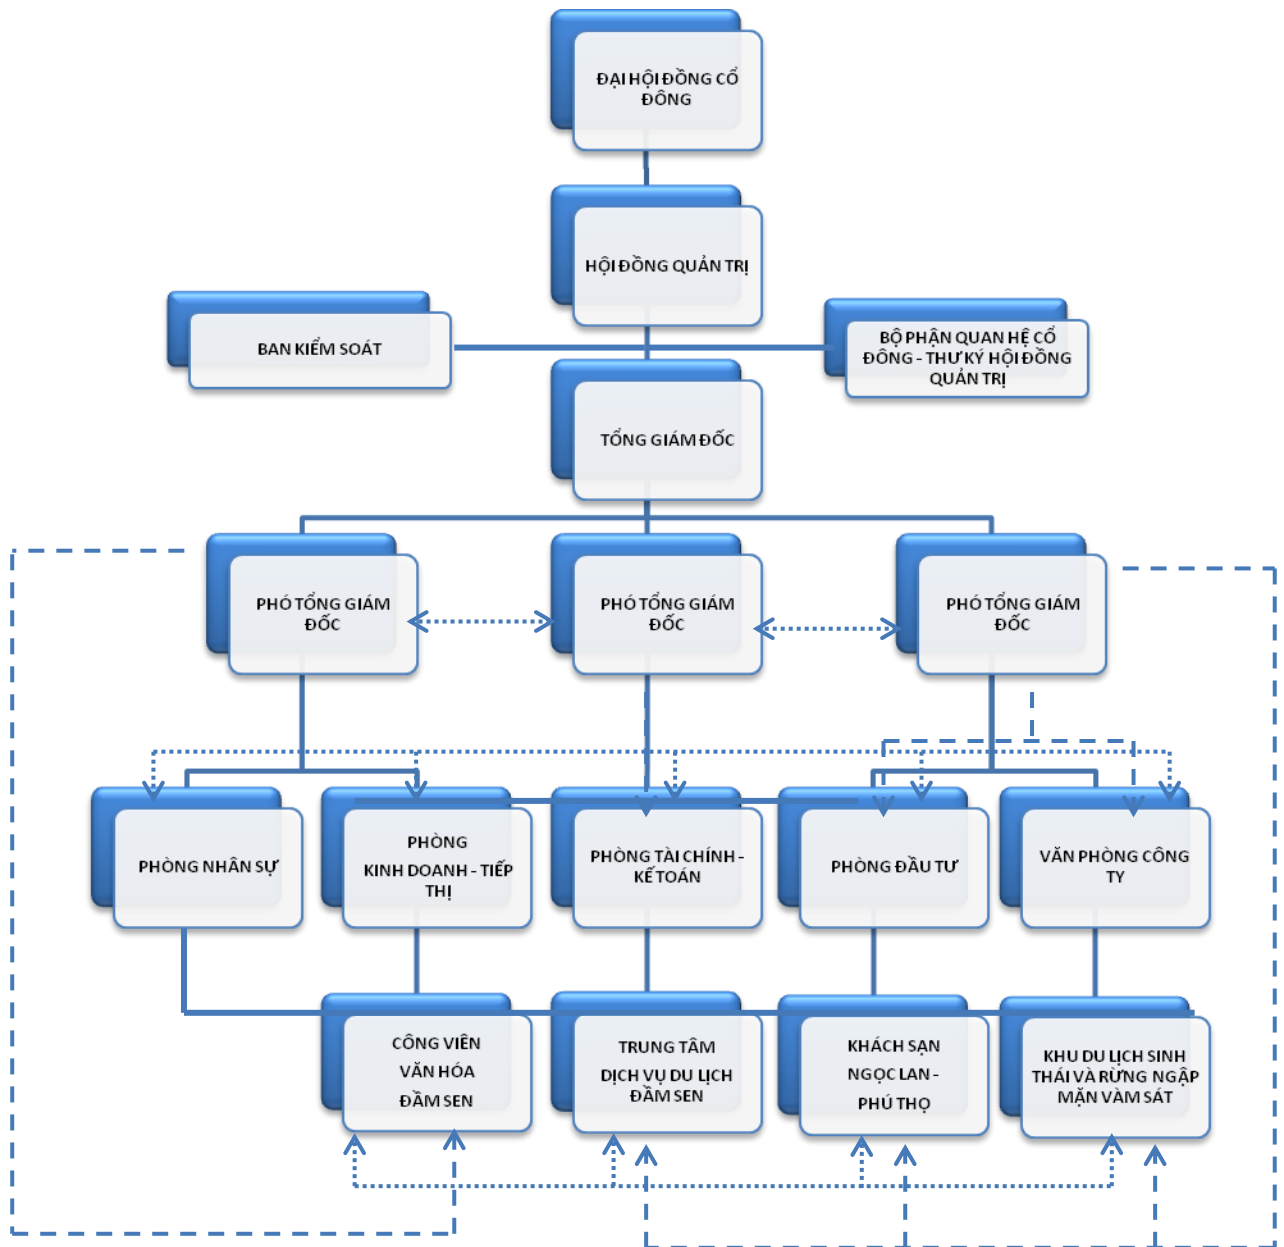 ĐẠI HỘI ĐỒNG CỔ
ĐÔNG
HỘI ĐỒNG QUẢN TRỊ
BAN KIỂM SOÁT
BỘ PHẬN QUAN HỆ CỔ
ĐÔNG - THƯ KÝ HỘI ĐỒNG
QUẢN TRỊ
TỔNG GIÁM ĐỐC
PHÓ TỔNG GIÁM
ĐỐC
PHÓ TỔNG GIÁM
ĐỐC
PHÓ TỔNG GIÁM
ĐỐC
PHÒNG NHÂN SỰ
PHÒNG
KINH DOANH - TIẾP
THỊ
PHÒNG TÀI CHÍNH -
KẾ TOÁN
PHÒNG ĐẦU TƯ
VĂN PHÒNG CÔNG
TY
CÔNG VIÊN
VĂN HÓA
ĐẦM SEN
TRUNG TÂM
DỊCH VỤ DU LỊCH
ĐẦM SEN
KHÁCH SẠN
NGỌC LAN -
PHÚ THỌ
KHU DU LỊCH SINH
THÁI VÀ RỪNG NGẬP
MẶN VÀM SÁT